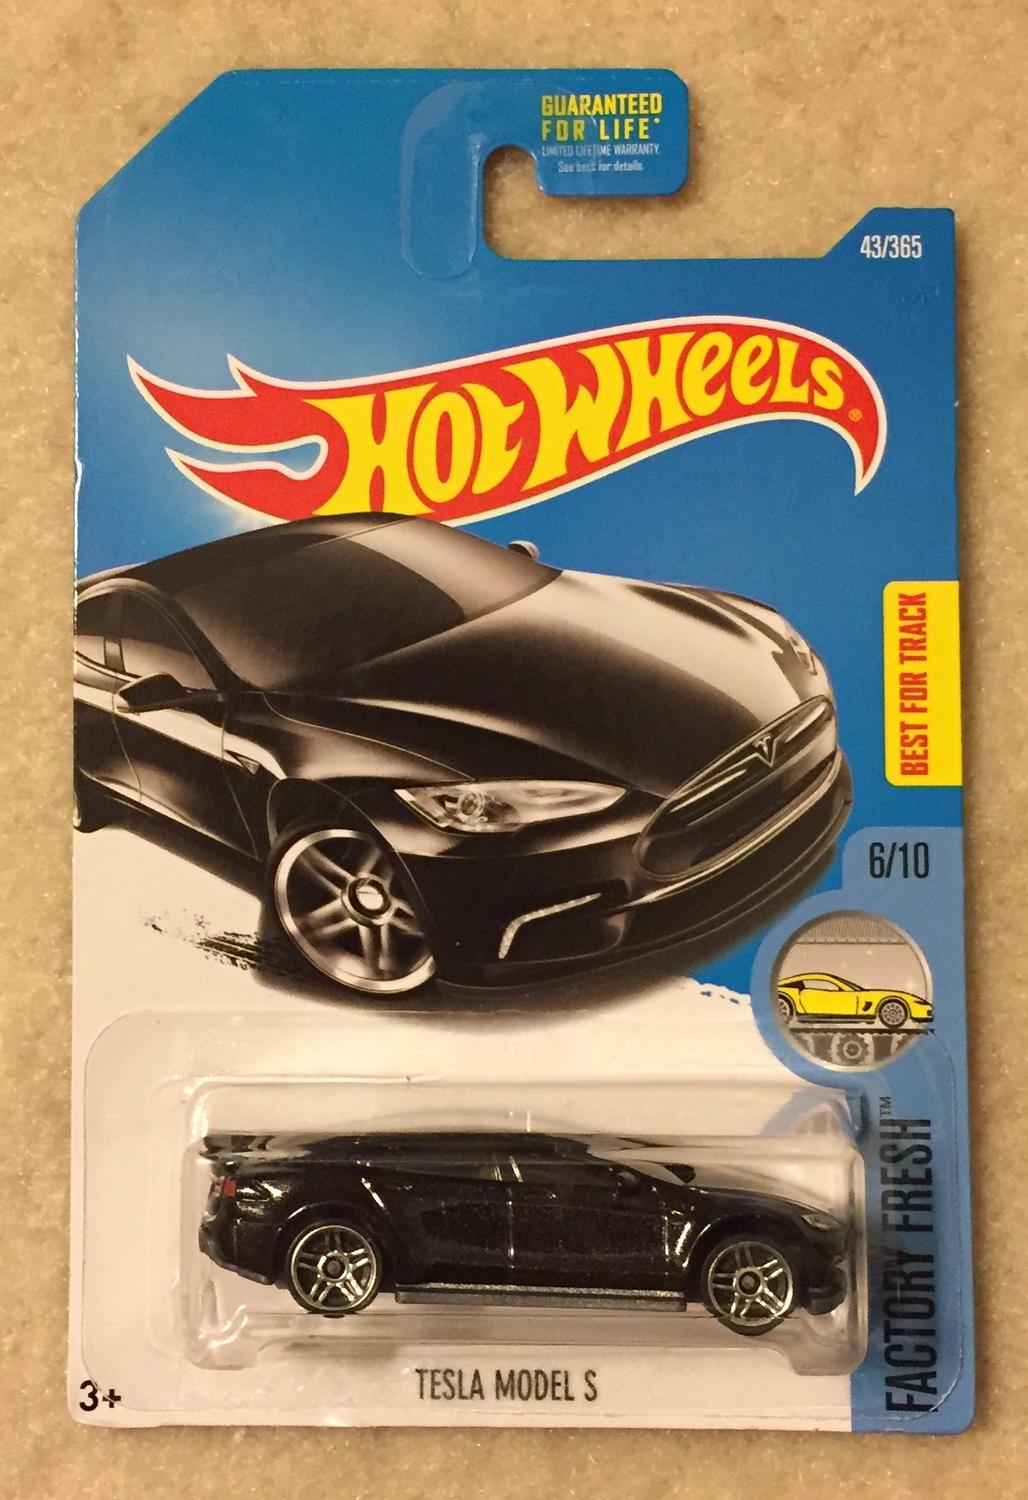 GUARANTEED
FOR LIFE*
LIMITED LIFETIME WARRANTY.
See back for details.
43/365
HOT WHEELS®
BEST FOR TRACK
6/10
FACTORY FRESH™
TESLA MODEL S
3+